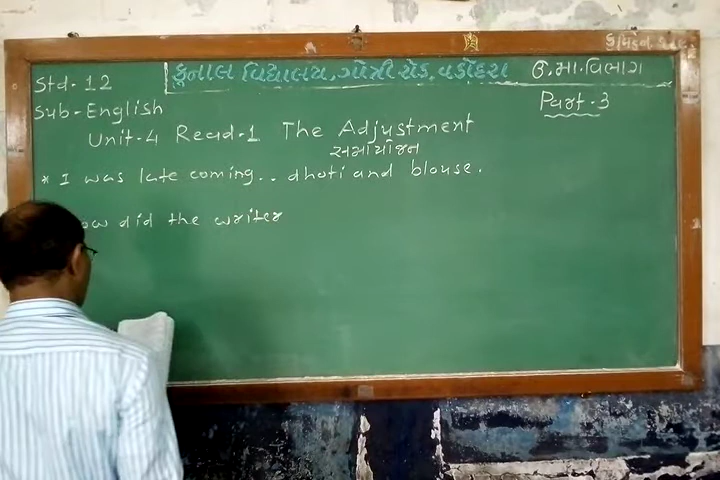 કુનાલ વિદ્યાલય, ગોત્રી રોડ, વડોદરા ઉ.મા.વિભાગ
Std-12
Part-3
Sub-English
Unit-4 Read-1 The Adjustment
સમાયોજન
* I was late coming.. dhoti and blouse.
ow did the writer